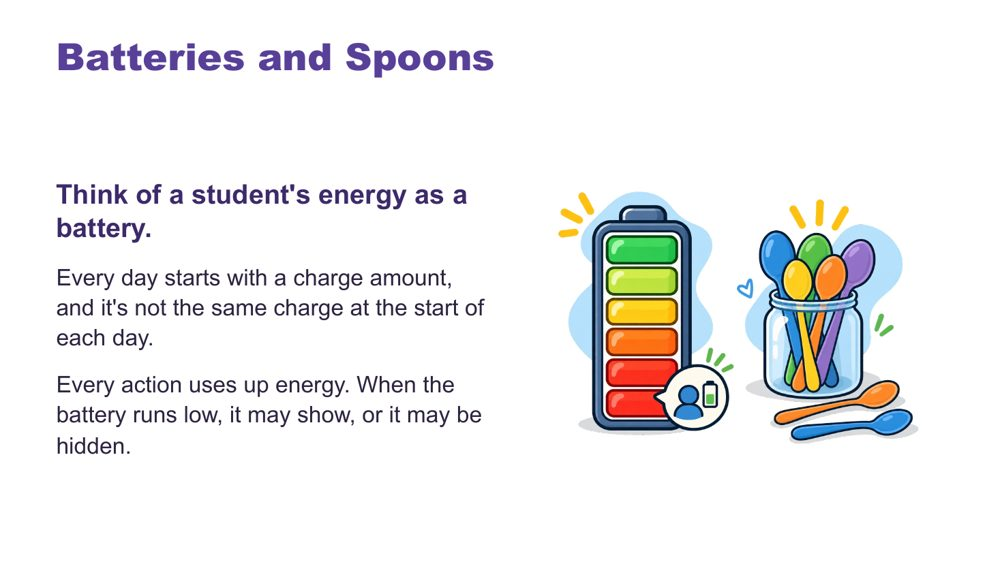 Batteries and Spoons
Think of a student's energy as a
battery.
Every day starts with a charge amount,
and it's not the same charge at the start of
each day.
Every action uses up energy. When the
battery runs low, it may show, or it may be
hidden.